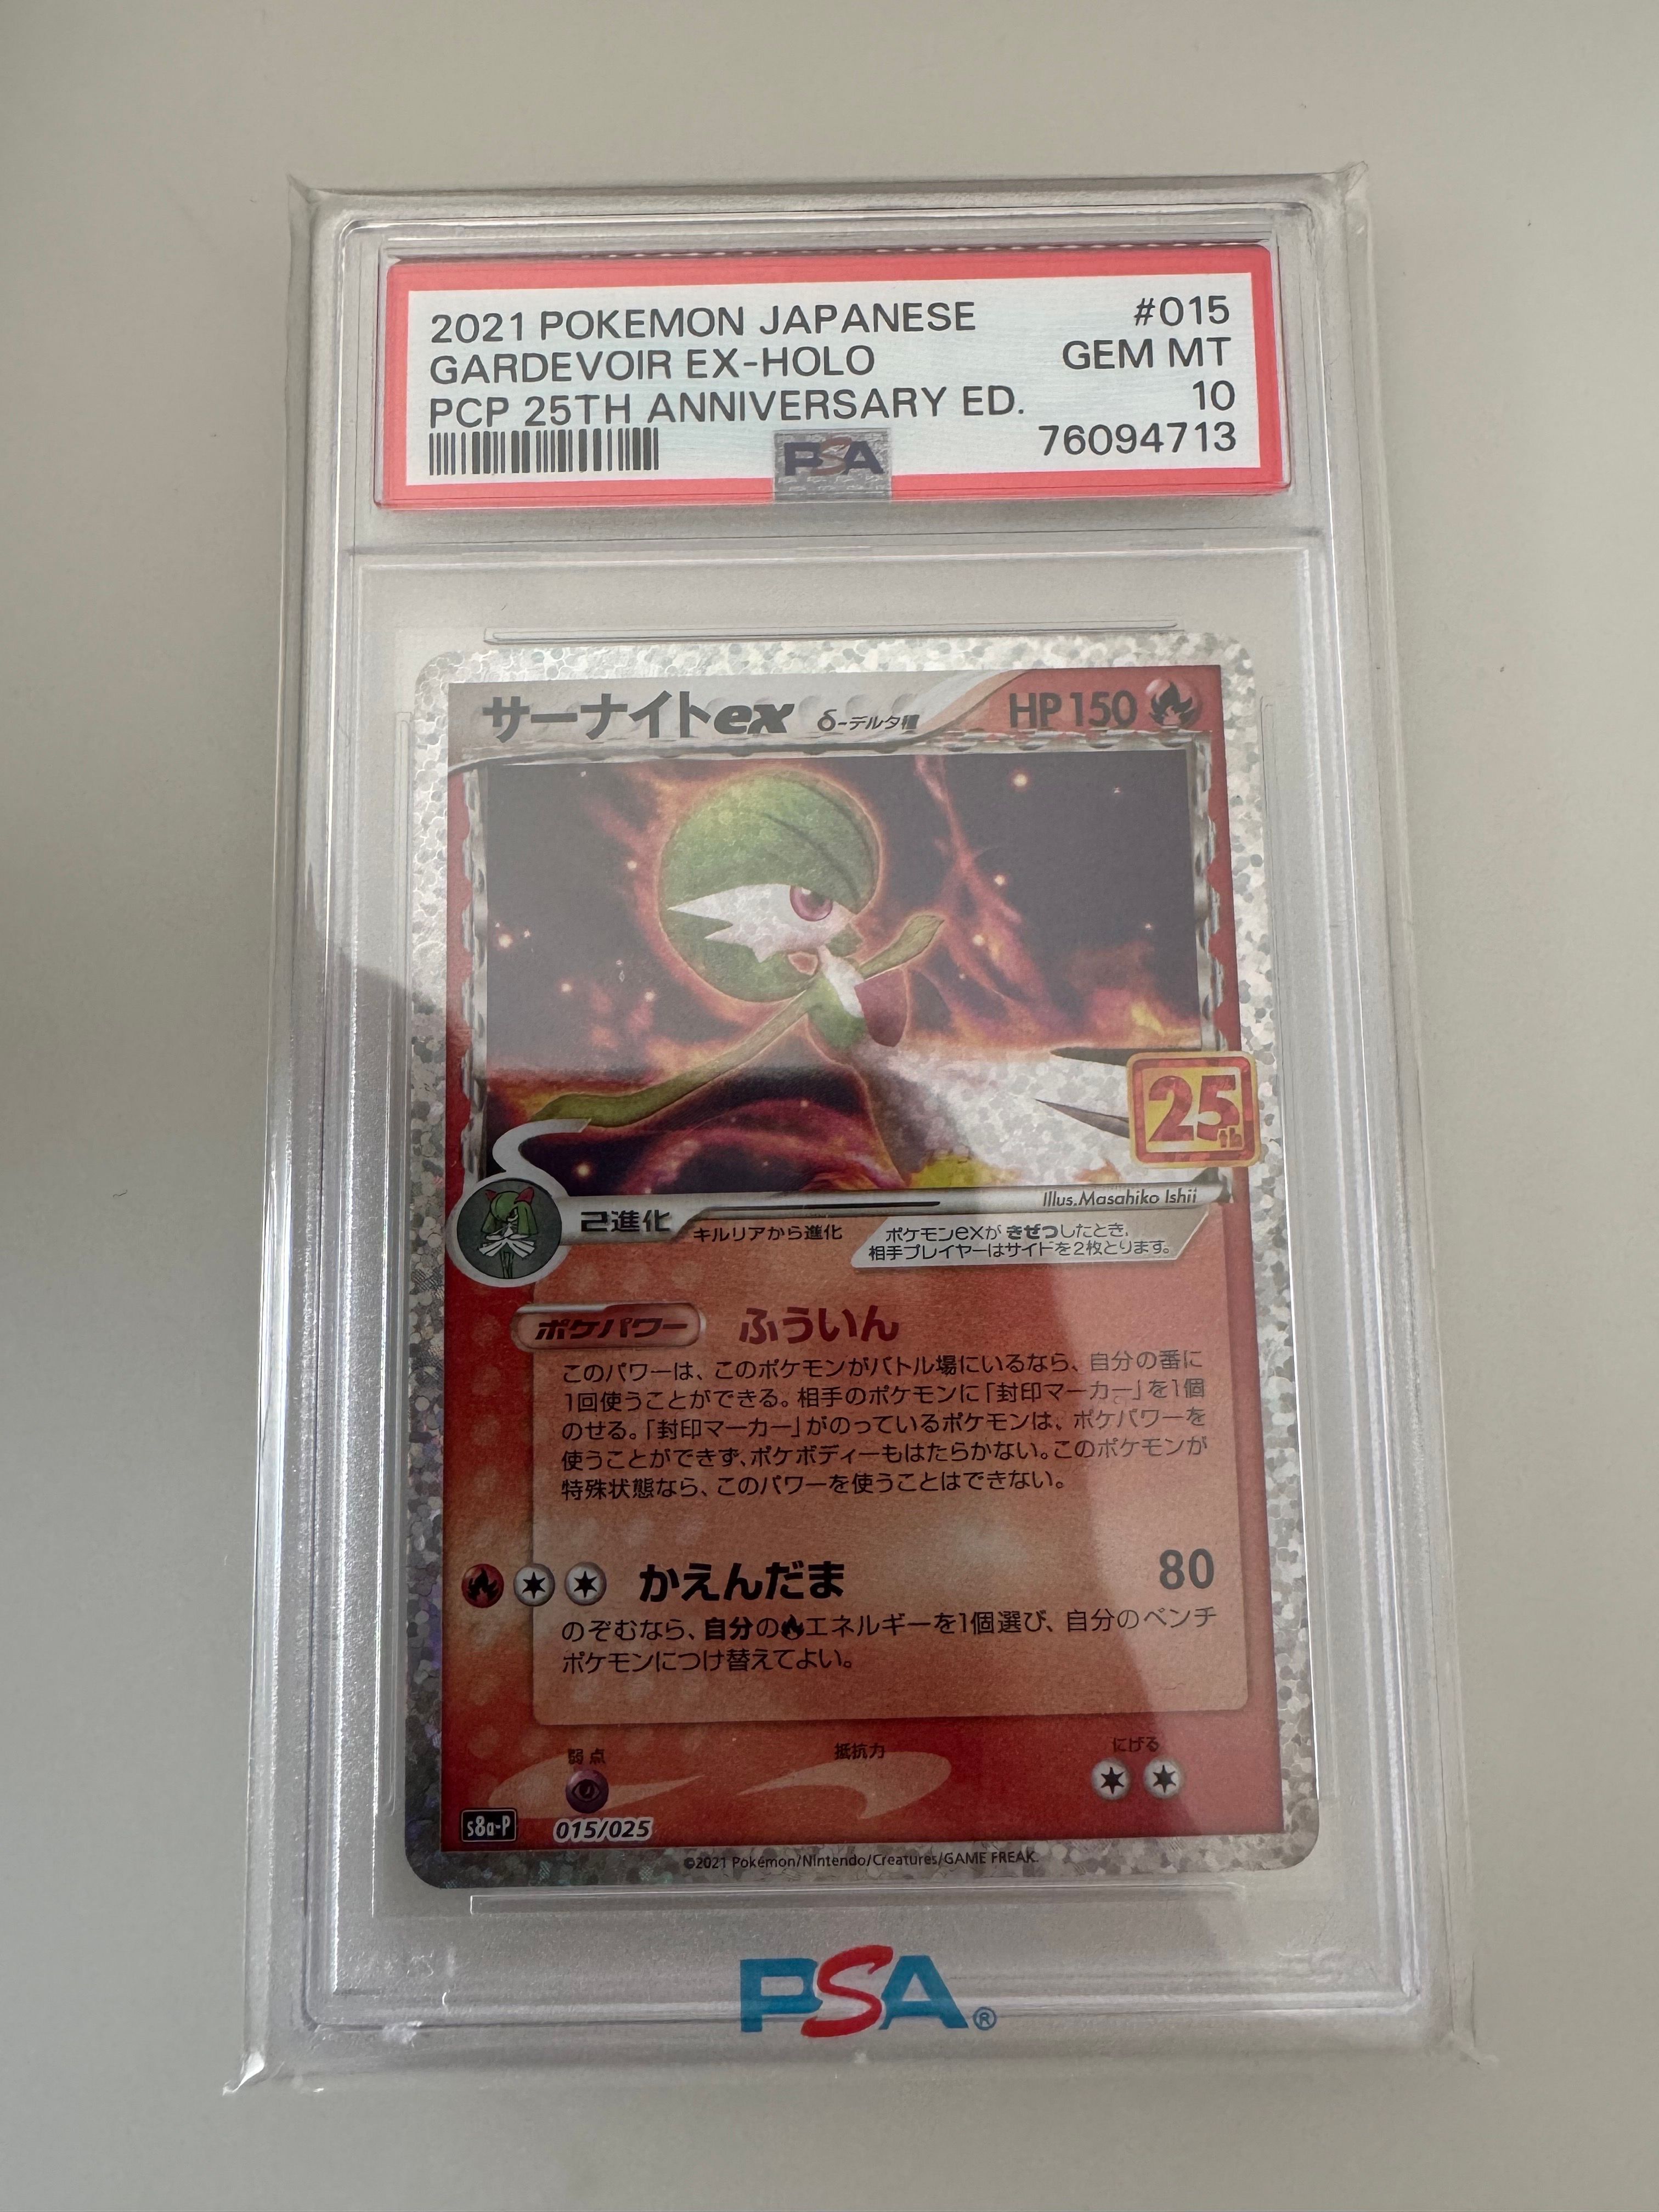 2021 POKEMON JAPANESE #015
GARDEVOIR EX-HOLO GEM MT
PCP 25TH ANNIVERSARY ED. 10
PSA 76094713
サーナイトex δ-デルタ種 HP150
25th
Illus.Masahiko Ishii
2進化 キルリアから進化
ポケモンexが きぜつしたとき、
相手プレイヤーはサイドを2枚とります。
ポケパワー ふういん
このパワーは、このポケモンがバトル場にいるなら、自分の番に
1回使うことができる。相手のポケモンに「封印マーカー」を1個
のせる。「封印マーカー」がのっているポケモンは、ポケパワーを
使うことができず、ポケボディーもはたらかない。このポケモンが
特殊状態なら、このパワーを使うことはできない。
かえんだま 80
のぞむなら、自分のエネルギーを1個選び、自分のベンチ
ポケモンにつけ替えてよい。
弱点 抵抗力 にげる
s8a-P 015/025
©2021 Pokémon/Nintendo/Creatures/GAME FREAK.
PSA®